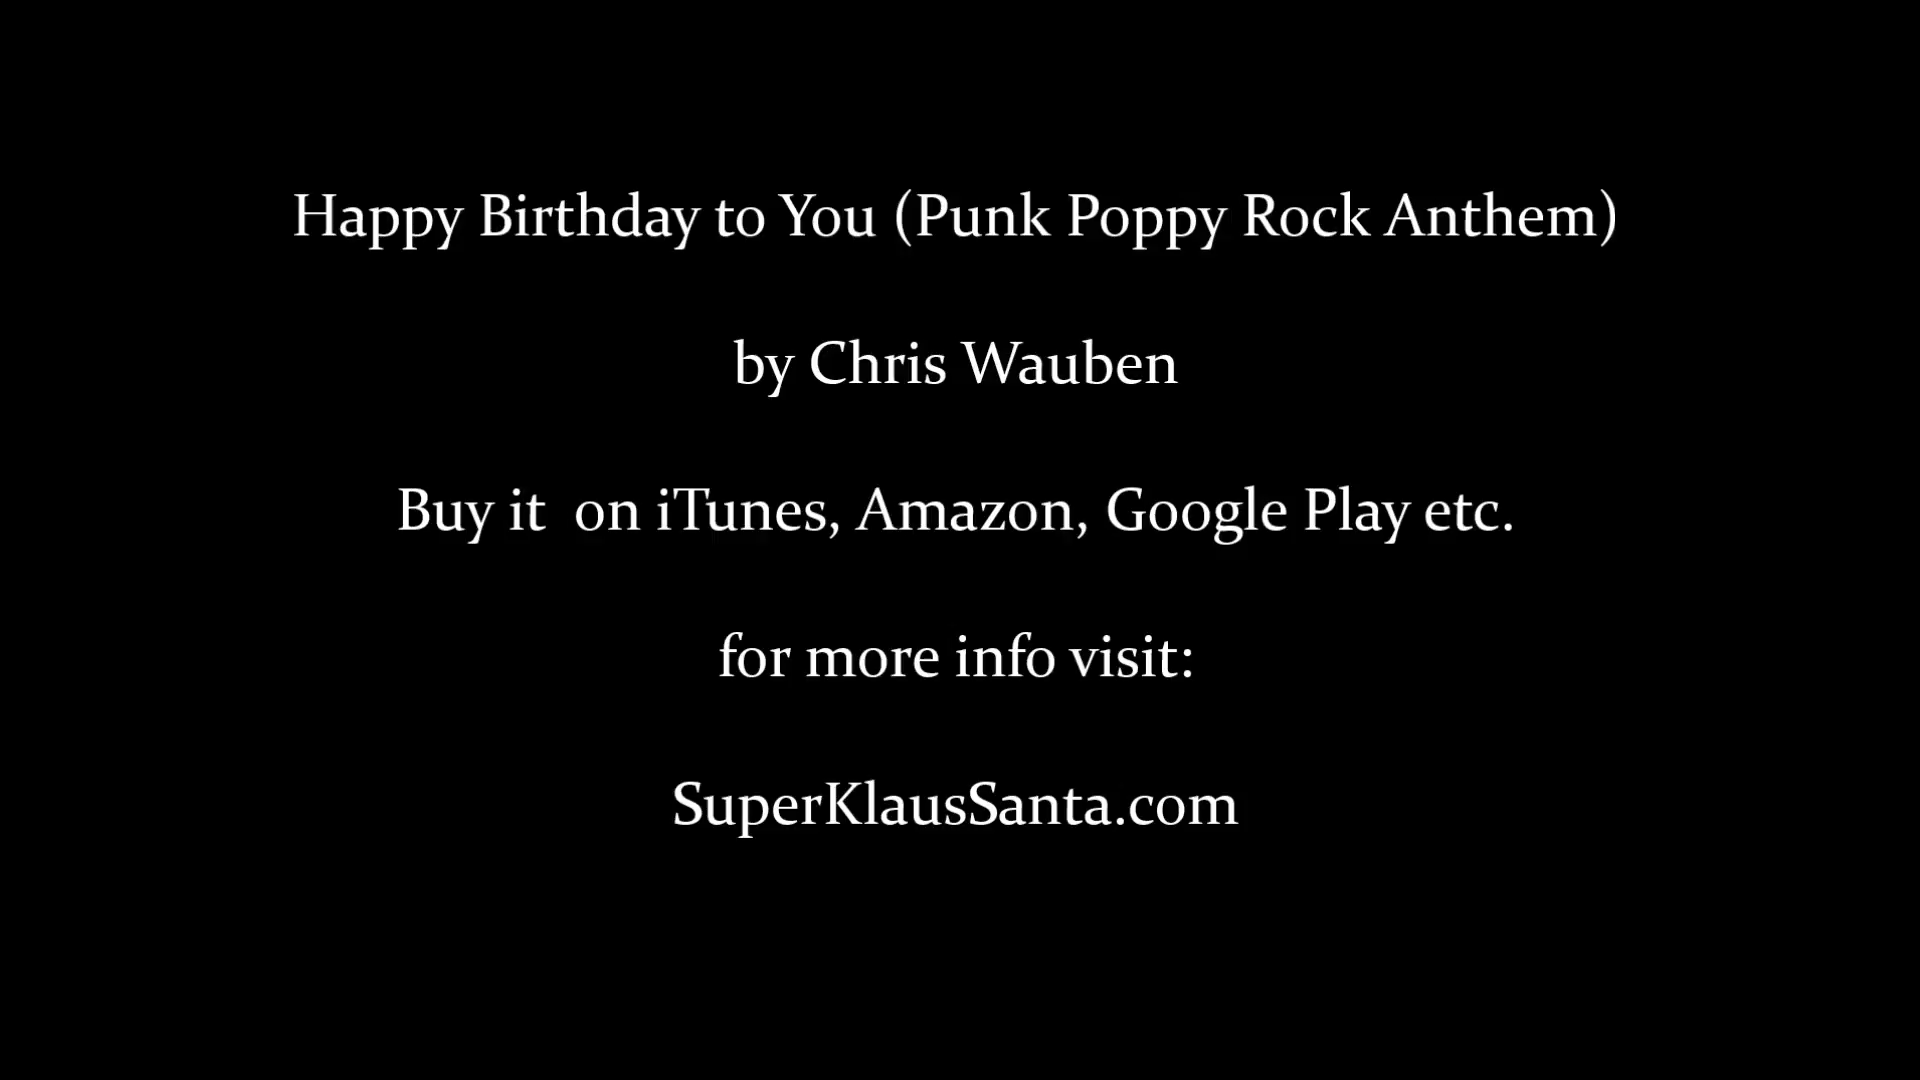 Happy Birthday to You (Punk Poppy Rock Anthem)
by Chris Wauben
Buy it  on iTunes, Amazon, Google Play etc.
for more info visit:
SuperKlausSanta.com